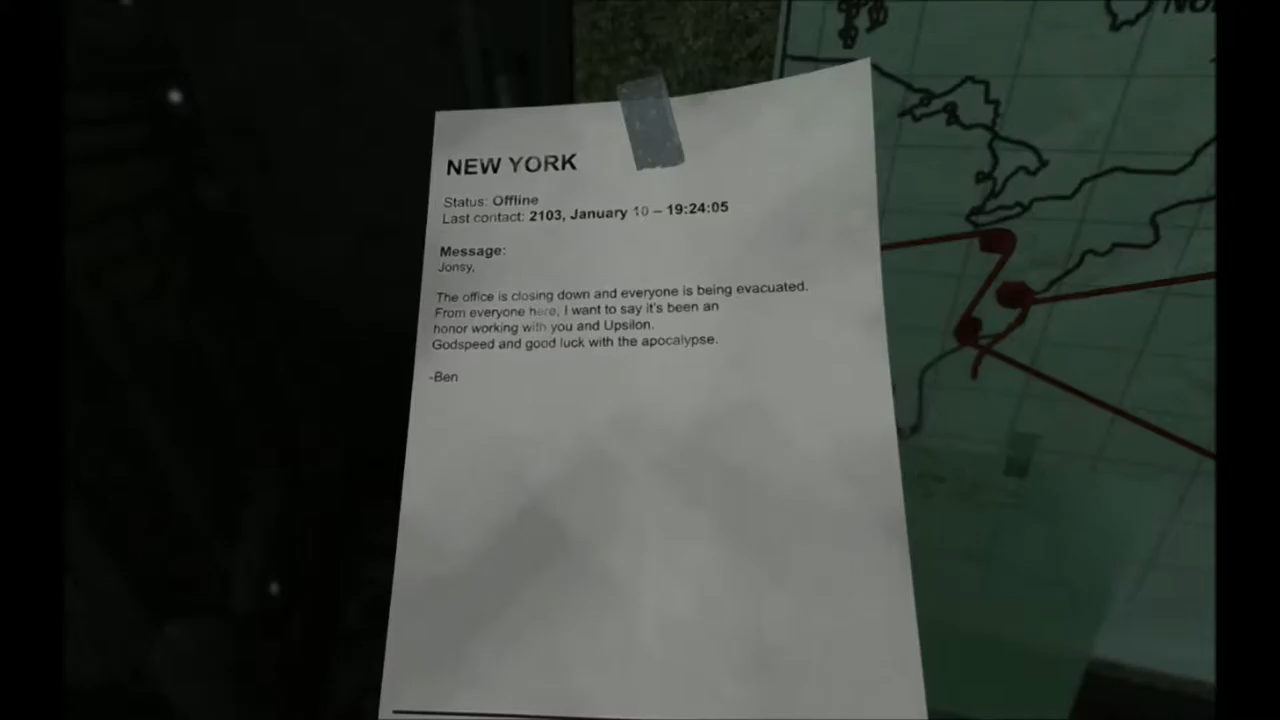 NEW YORK
Status: Offline
Last contact: 2103, January 10 – 19:24:05
Message:
Jonsy,
The office is closing down and everyone is being evacuated.
From everyone here, I want to say it's been an
honor working with you and Upsilon.
Godspeed and good luck with the apocalypse.
-Ben